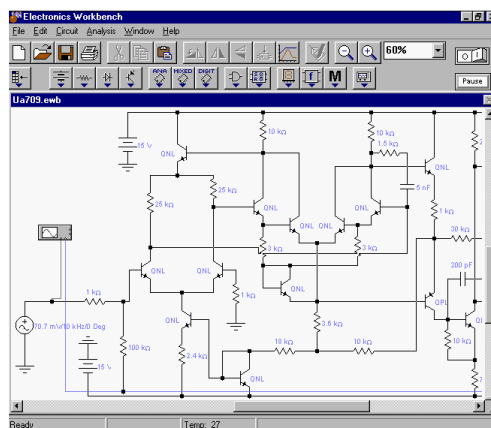 Electronics Workbench
File Edit Circuit Analysis Window Help
60%
ANA MIXED DIGIT
M
Pause
Ua709.ewb
15 V
QNL
10 kΩ
10 kΩ
1.5 kΩ
QNL
5 nF
25 kΩ
25 kΩ
QNL
QNL
QNL
QNL
1 kΩ
30 kΩ
3 kΩ
3 kΩ
200 pF
1 kΩ
QNL
QNL
1 kΩ
QNL
QPL
QNL
70.7 mV/10 kHz/0 Deg
QNL
3.6 kΩ
100 kΩ
2.4 kΩ
10 kΩ
10 kΩ
10 kΩ
15 V
QNL
Ready
Temp: 27